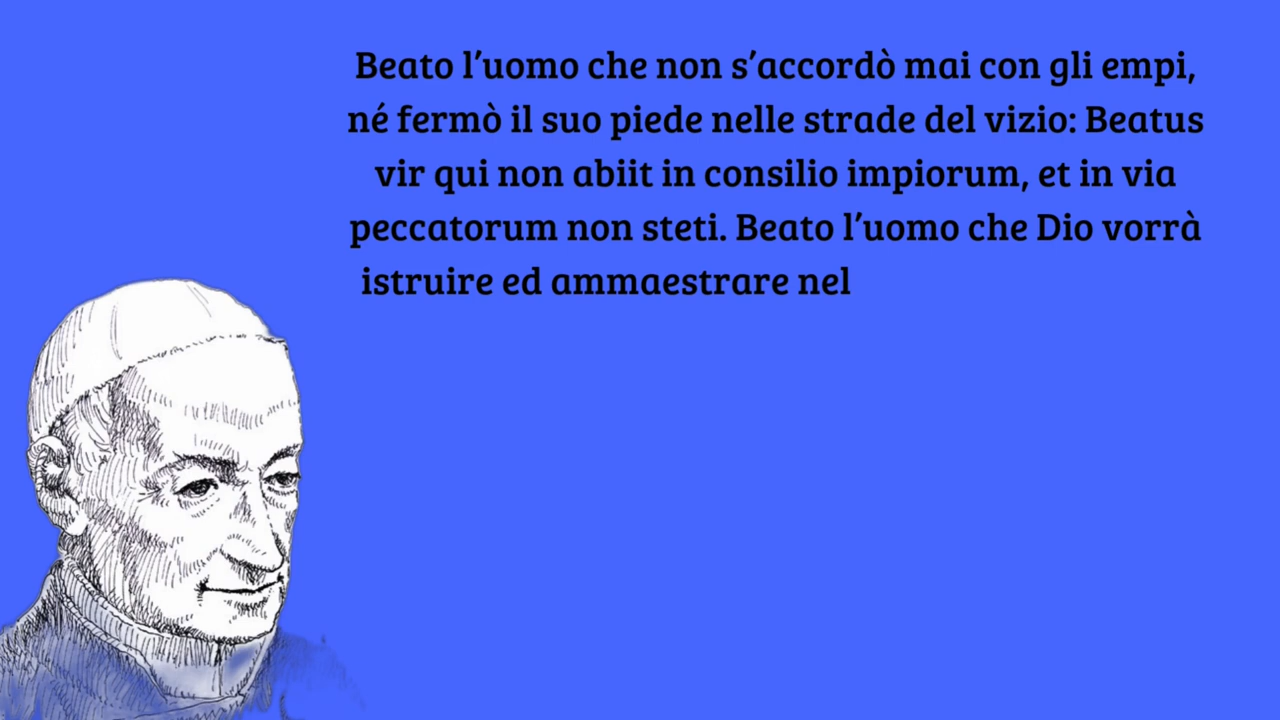 Beato l’uomo che non s’accordò mai con gli empi,
né fermò il suo piede nelle strade del vizio: Beatus
vir qui non abiit in consilio impiorum, et in via
peccatorum non steti. Beato l’uomo che Dio vorrà
istruire ed ammaestrare nel